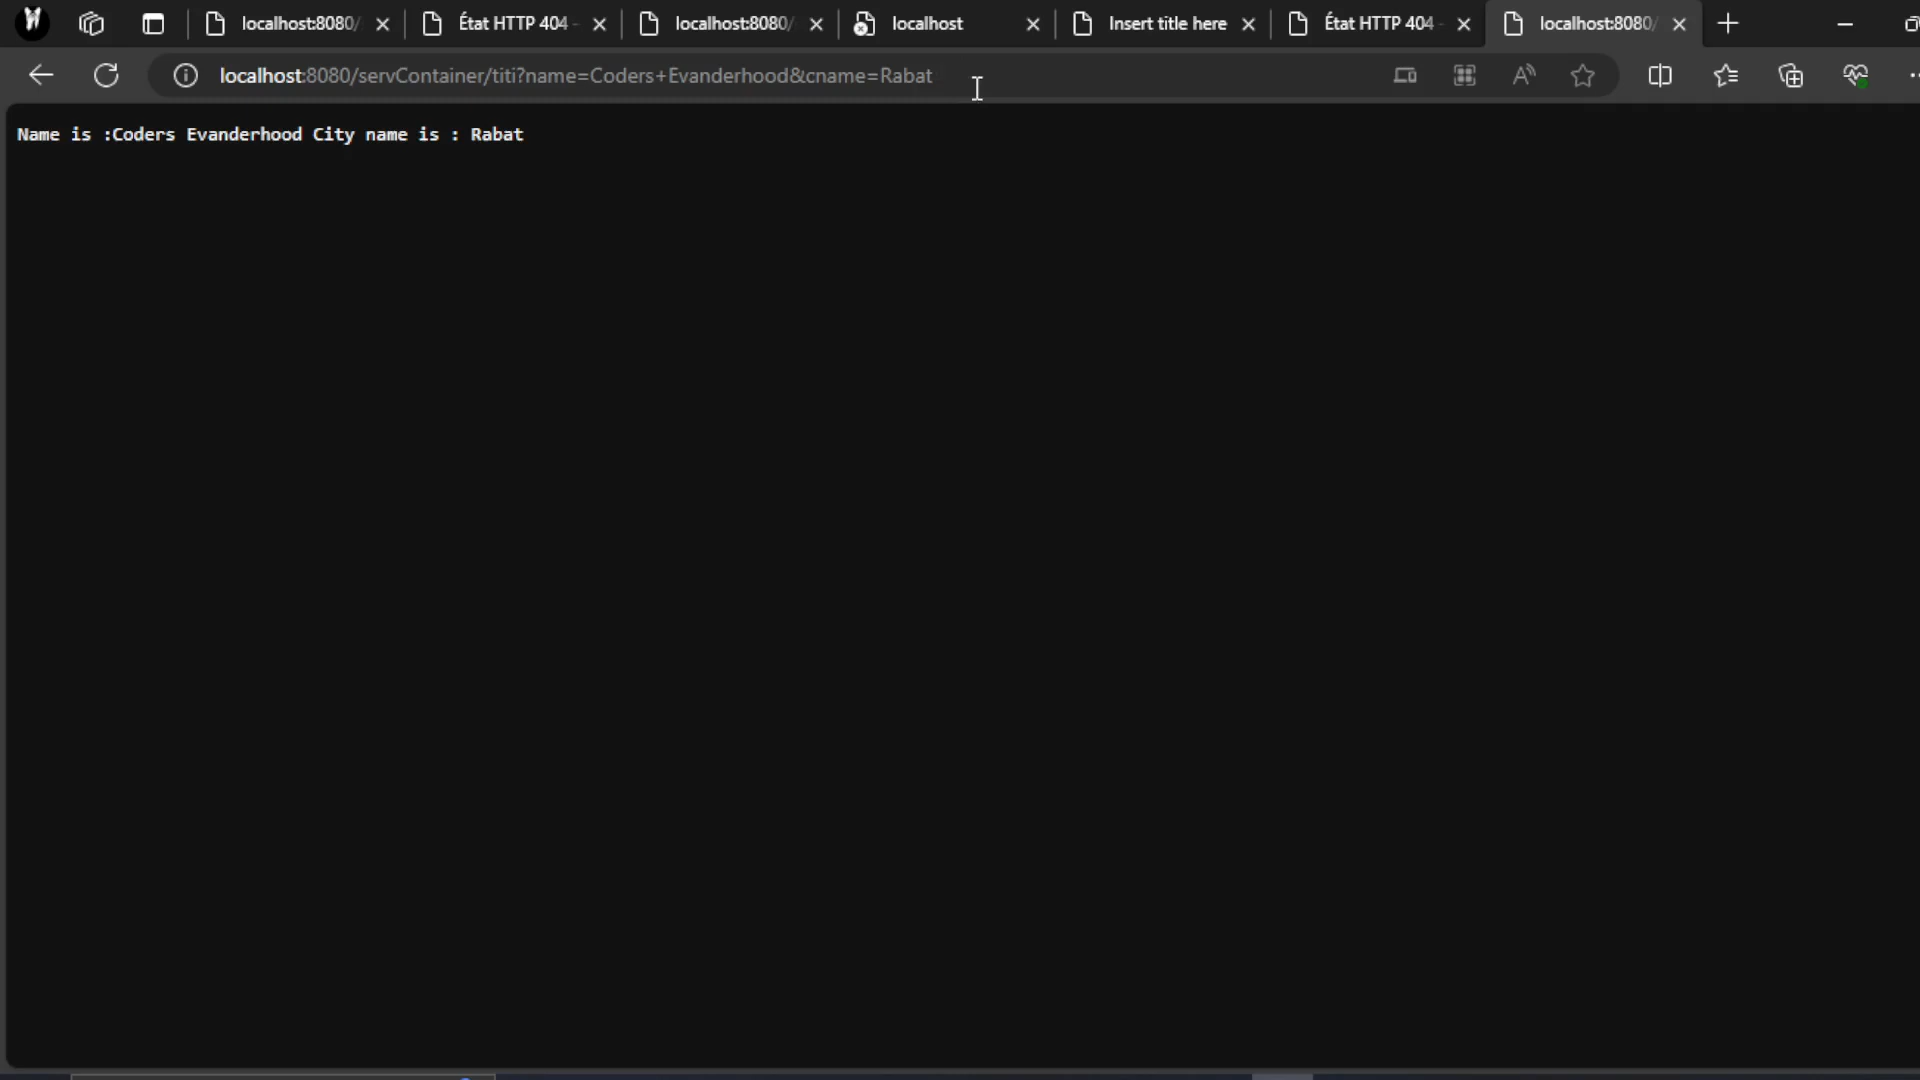 localhost:8080/
État HTTP 404 -
localhost:8080/
localhost
Insert title here
État HTTP 404 -
localhost:8080/
localhost:8080/servContainer/titi?name=Coders+Evanderhood&cname=Rabat
Name is :Coders Evanderhood City name is : Rabat